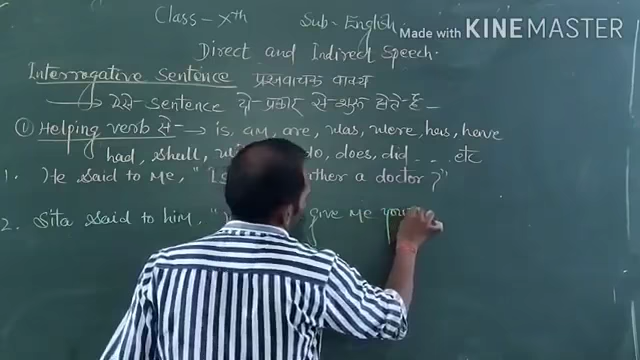 Class - Xth Sub- English
Made with KINEMASTER
Direct and Indirect Speech.
Interrogative Sentence प्रश्नवाचक वाक्य
→ ऐसे Sentence दो प्रकार से शुरू होते हैं -
① Helping verb से- → is, am, are, was, were, has, have
had, shall, do, does, did ... etc
1. He said to me, " a doctor?"
2. Sita said to him, " give me